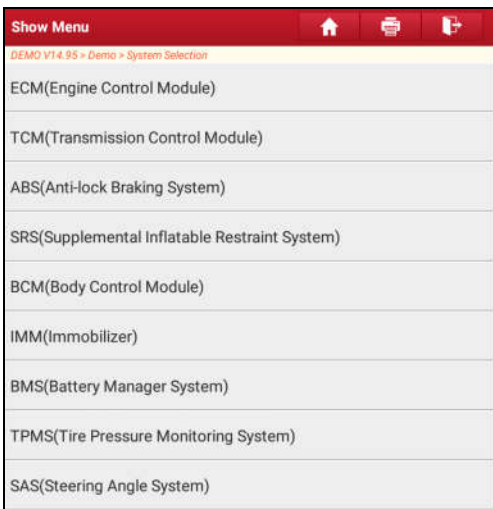 Show Menu
DEMO V14.95 > Demo > System Selection
ECM(Engine Control Module)
TCM(Transmission Control Module)
ABS(Anti-lock Braking System)
SRS(Supplemental Inflatable Restraint System)
BCM(Body Control Module)
IMM(Immobilizer)
BMS(Battery Manager System)
TPMS(Tire Pressure Monitoring System)
SAS(Steering Angle System)